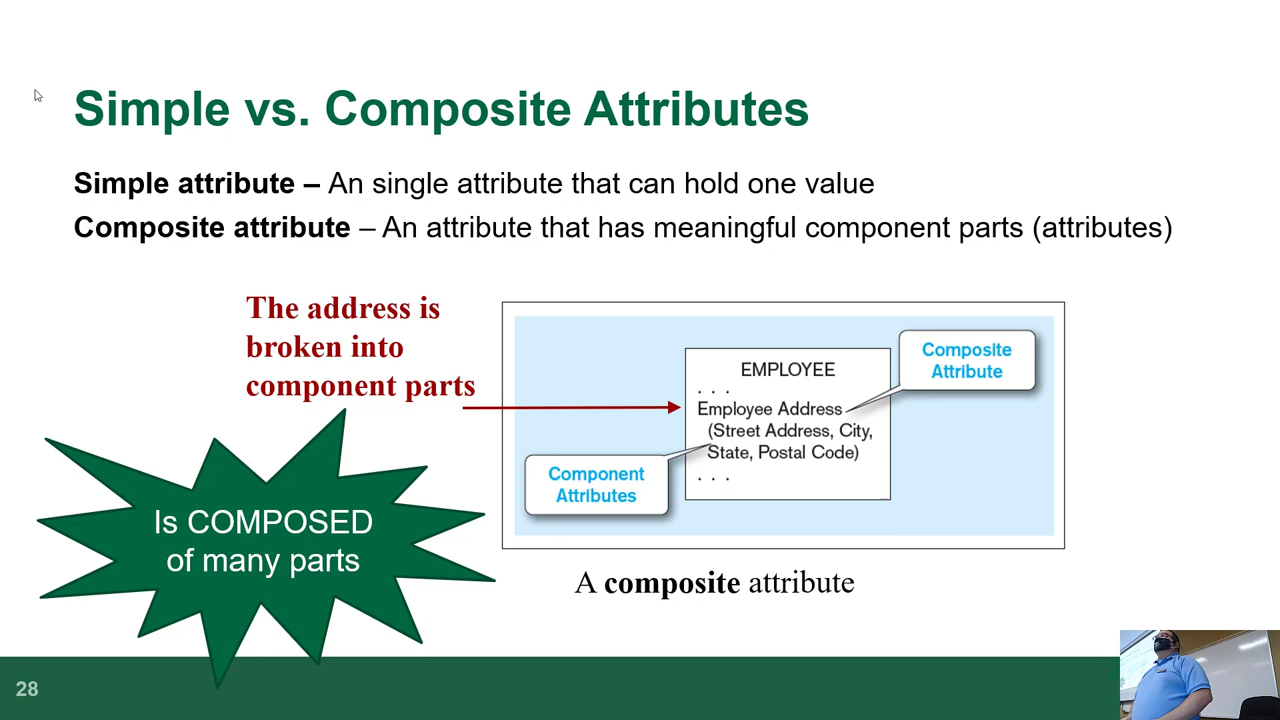 Simple vs. Composite Attributes
Simple attribute – An single attribute that can hold one value
Composite attribute – An attribute that has meaningful component parts (attributes)
The address is
broken into
component parts
Composite
Attribute
EMPLOYEE
. . .
Employee Address
(Street Address, City,
State, Postal Code)
. . .
Component
Attributes
Is COMPOSED
of many parts
A composite attribute
28